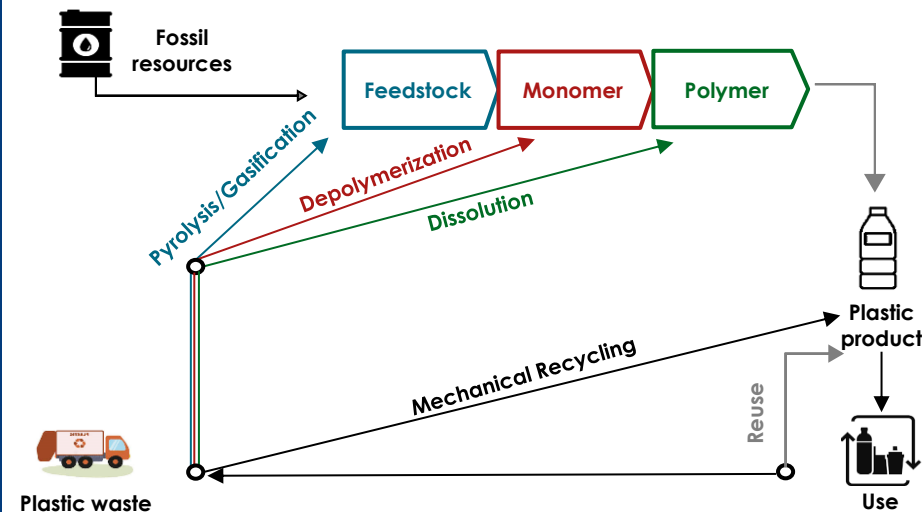 Fossil
resources
Feedstock
Monomer
Polymer
Pyrolysis/Gasification
Depolymerization
Dissolution
Plastic
product
Mechanical Recycling
Reuse
Plastic waste
Use